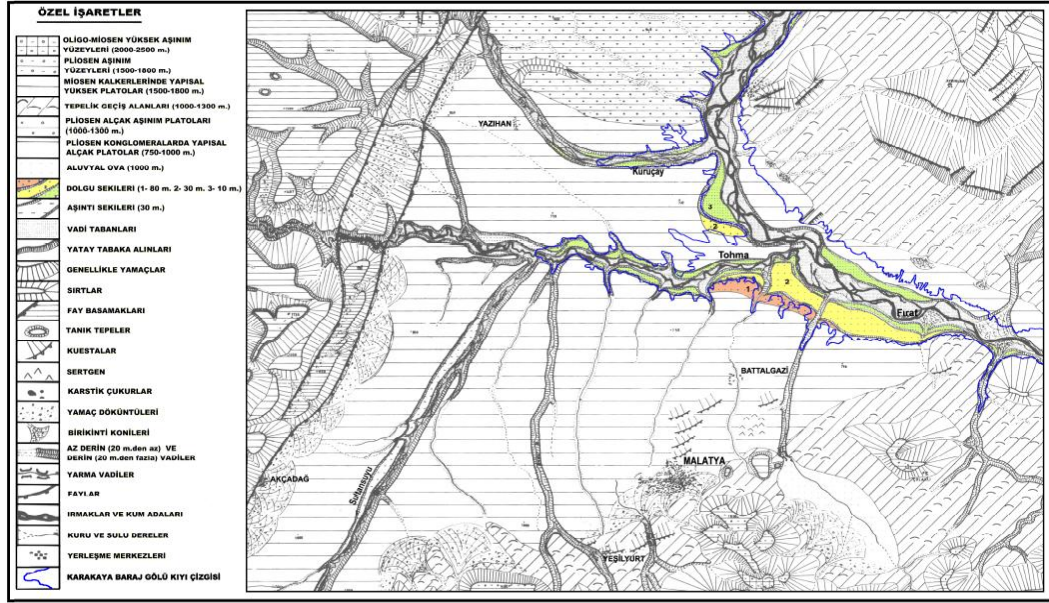 ÖZEL İŞARETLER
OLİGO-MİOSEN YÜKSEK AŞINIM
YÜZEYLERİ (2000-2500 m.)
PLİOSEN AŞINIM
YÜZEYLERİ (1500-1800 m.)
MİOSEN KALKERLERİNDE YAPISAL
YÜKSEK PLATOLAR (1500-1800 m.)
TEPELİK GEÇİŞ ALANLARI (1000-1300 m.)
PLİOSEN ALÇAK AŞINIM PLATOLARI
(1000-1300 m.)
PLİOSEN KONGLOMERALARDA YAPISAL
ALÇAK PLATOLAR (750-1000 m.)
ALUVYAL OVA (1000 m.)
DOLGU SEKİLERİ (1- 80 m. 2- 30 m. 3- 10 m.)
AŞINTI SEKİLERİ (30 m.)
VADİ TABANLARI
YATAY TABAKA ALINLARI
GENELLİKLE YAMAÇLAR
SIRTLAR
FAY BASAMAKLARI
TANIK TEPELER
KUESTALAR
SERTGEN
KARSTİK ÇUKURLAR
YAMAÇ DÖKÜNTÜLERİ
BİRİKİNTİ KONİLERİ
AZ DERİN (20 m.den az) VE
DERİN (20 m.den fazla) VADİLER
YARMA VADİLER
FAYLAR
IRMAKLAR VE KUM ADALARI
KURU VE SULU DERELER
YERLEŞME MERKEZLERİ
KARAKAYA BARAJ GÖLÜ KIYI ÇİZGİSİ
YAZIHAN
Kuruçay
3
2
Tohma
1
2
Fırat
BATTALGAZİ
MALATYA
AKÇADAĞ
Sultansuyu
YEŞİLYURT